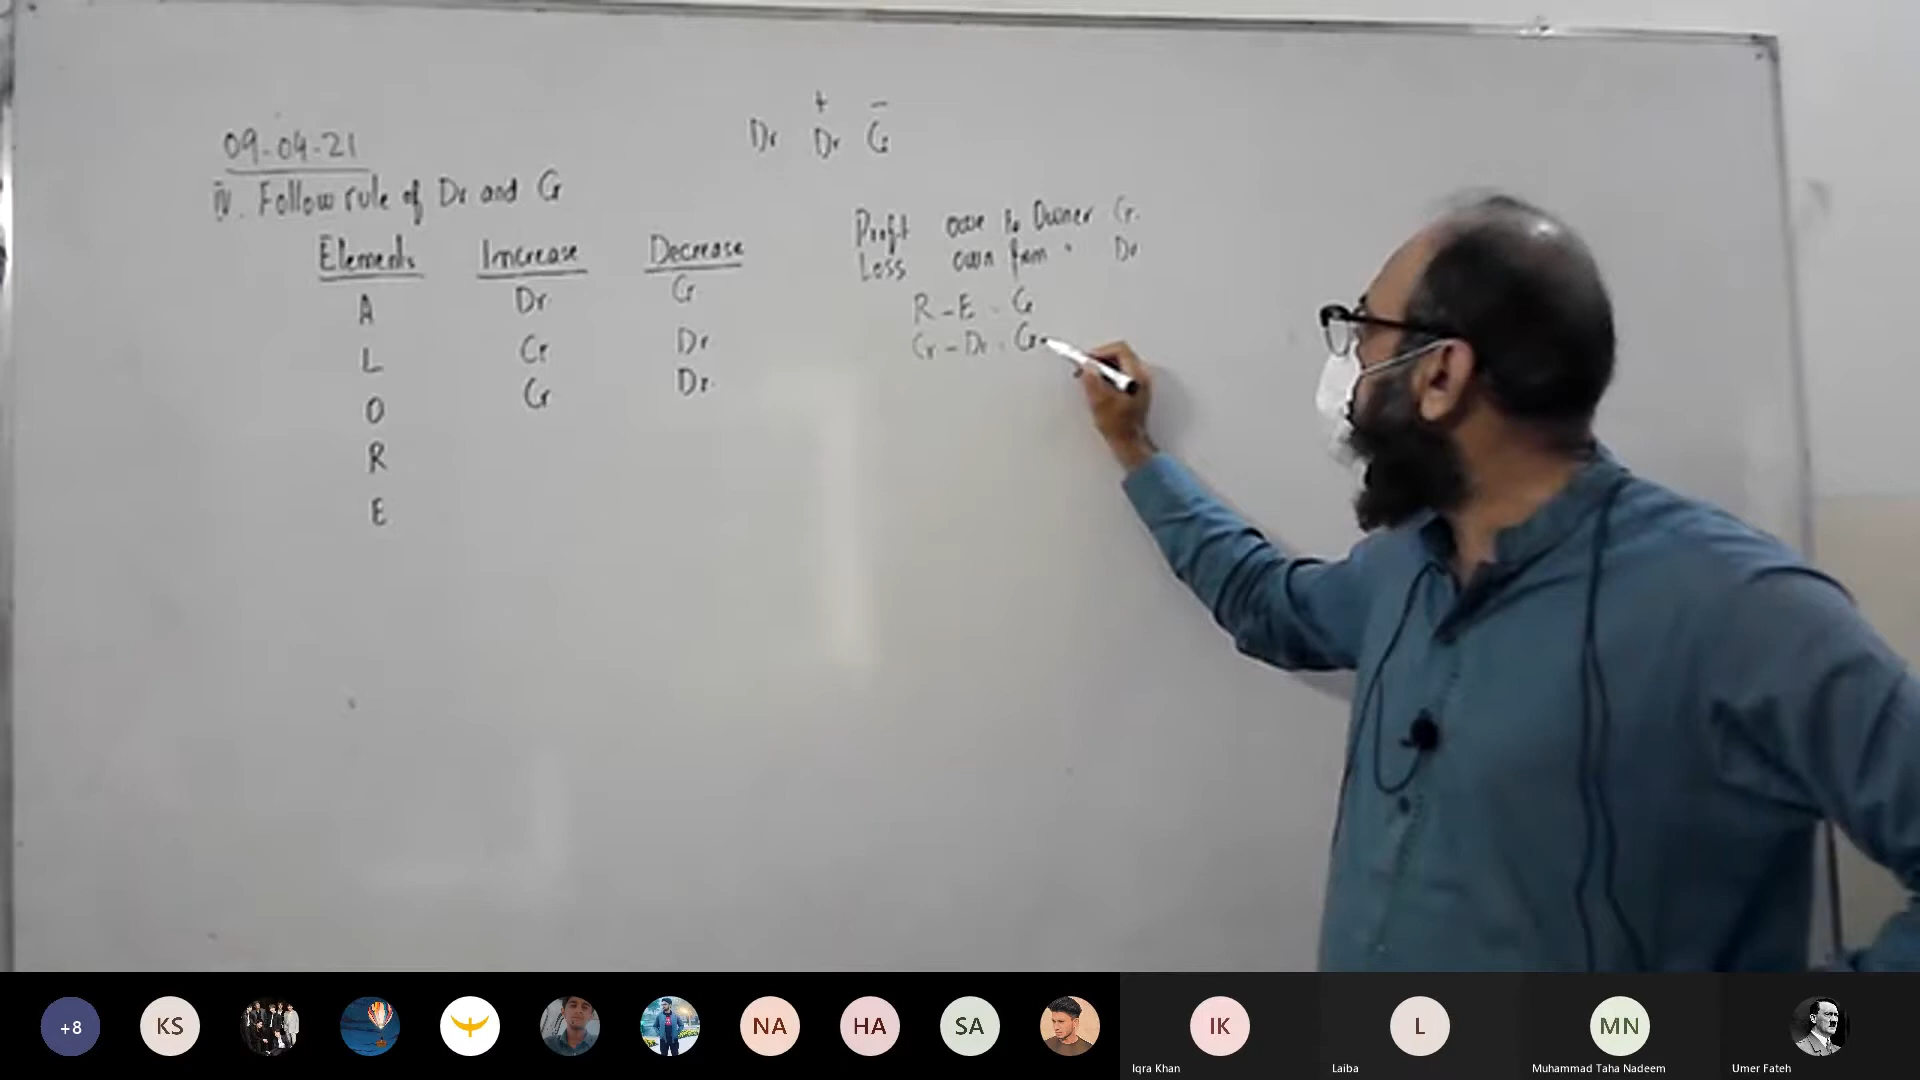 09-04-21
Dr Dr Cr
+ −
iv. Follow rule of Dr and Cr
Elements Increase Decrease
A Dr Cr
L Cr Dr
O Cr Dr.
R
E
Profit owe to Owner Cr.
Loss own from " Dr
R - E - Cr
Cr - Dr - Cr
+8
KS
NA
HA
SA
IK
L
MN
Iqra Khan
Laiba
Muhammad Taha Nadeem
Umer Fateh